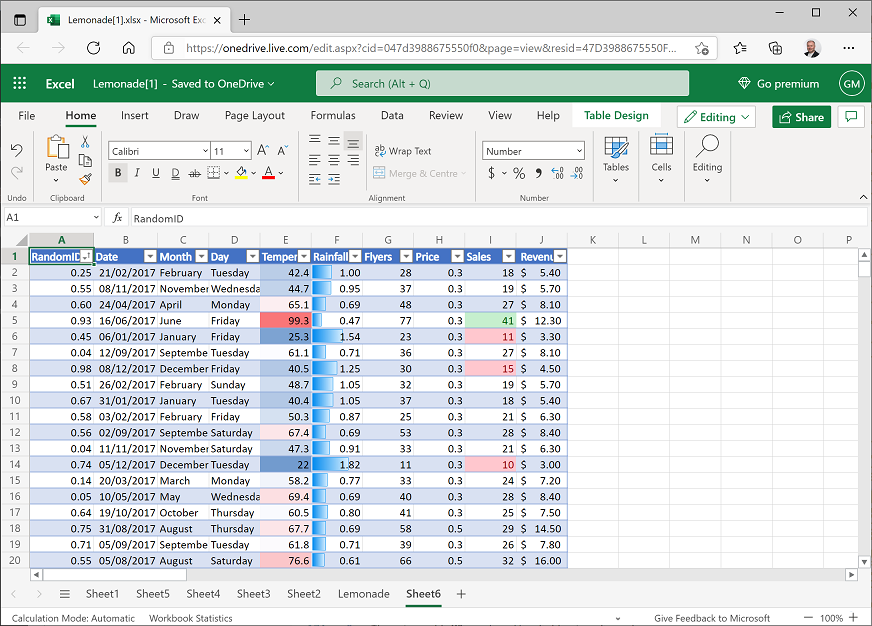 Lemonade[1].xlsx - Microsoft Exc
https://onedrive.live.com/edit.aspx?cid=047d3988675550f0&page=view&resid=47D3988675550F...
Excel Lemonade[1] - Saved to OneDrive Search (Alt + Q) Go premium GM
File Home Insert Draw Page Layout Formulas Data Review View Help Table Design Editing Share
Paste Calibri 11 A A Wrap Text Number Tables Cells Editing
B I U D ab A Merge & Centre $ % 9 .00
Undo Clipboard Font Alignment Number
A1 fx RandomID
A B C D E F G H I J K L M N O P
1 RandomID Date Month Day Temper Rainfall Flyers Price Sales Revenu
2 0.25 21/02/2017 February Tuesday 42.4 1.00 28 0.3 18 $ 5.40
3 0.55 08/11/2017 November Wednesda 44.7 0.95 37 0.3 19 $ 5.70
4 0.60 24/04/2017 April Monday 65.1 0.69 48 0.3 27 $ 8.10
5 0.93 16/06/2017 June Friday 99.3 0.47 77 0.3 41 $ 12.30
6 0.45 06/01/2017 January Friday 25.3 1.54 23 0.3 11 $ 3.30
7 0.04 12/09/2017 Septembe Tuesday 61.1 0.71 36 0.3 27 $ 8.10
8 0.98 08/12/2017 December Friday 40.5 1.25 30 0.3 15 $ 4.50
9 0.51 26/02/2017 February Sunday 48.7 1.05 32 0.3 19 $ 5.70
10 0.67 31/01/2017 January Tuesday 40.4 1.05 37 0.3 18 $ 5.40
11 0.58 03/02/2017 February Friday 50.3 0.87 25 0.3 21 $ 6.30
12 0.56 02/09/2017 Septembe Saturday 67.4 0.69 53 0.3 28 $ 8.40
13 0.04 11/11/2017 November Saturday 47.3 0.91 33 0.3 21 $ 6.30
14 0.74 05/12/2017 December Tuesday 22 1.82 11 0.3 10 $ 3.00
15 0.14 20/03/2017 March Monday 58.2 0.77 33 0.3 24 $ 7.20
16 0.05 10/05/2017 May Wednesda 69.4 0.69 40 0.3 28 $ 8.40
17 0.64 19/10/2017 October Thursday 60.5 0.80 41 0.3 25 $ 7.50
18 0.75 31/08/2017 August Thursday 67.7 0.69 58 0.5 29 $ 14.50
19 0.71 05/09/2017 Septembe Tuesday 61.8 0.71 39 0.3 26 $ 7.80
20 0.55 05/08/2017 August Saturday 76.6 0.61 66 0.5 32 $ 16.00
Sheet1 Sheet5 Sheet4 Sheet3 Sheet2 Lemonade Sheet6
Calculation Mode: Automatic Workbook Statistics Give Feedback to Microsoft 100%